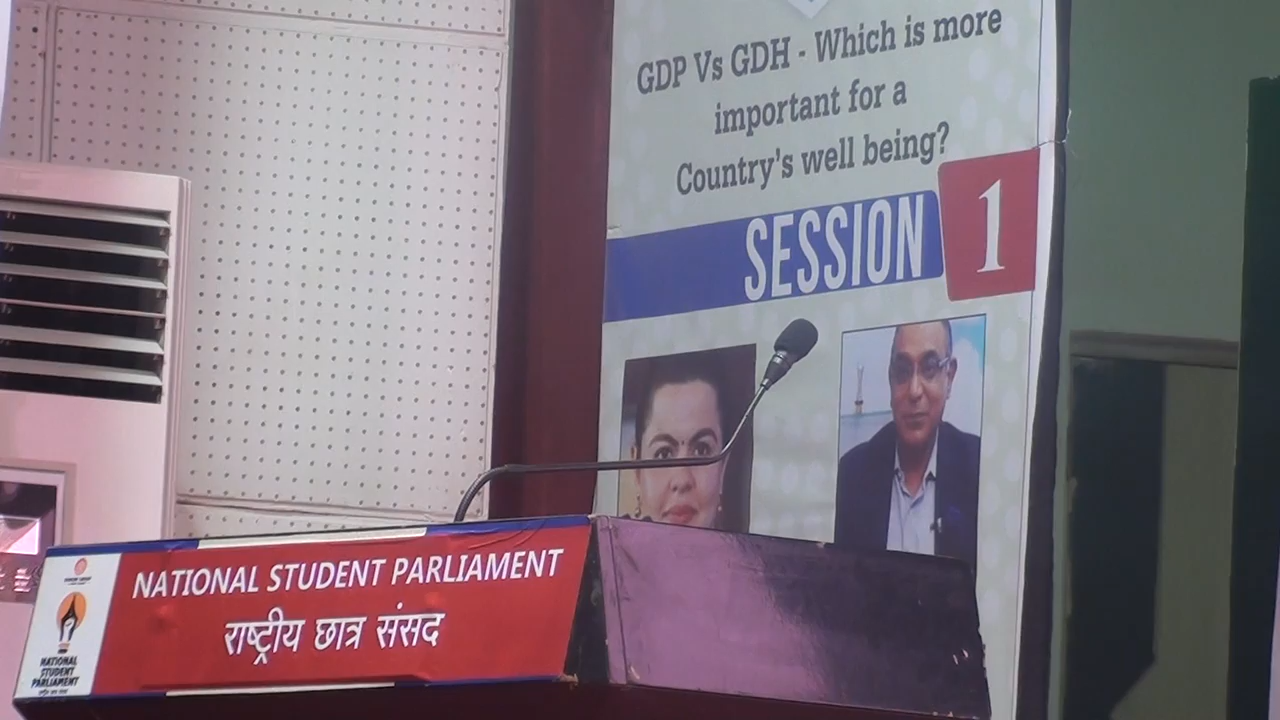 GDP Vs GDH - Which is more
important for a
Country's well being?
SESSION 1
NATIONAL STUDENT PARLIAMENT
राष्ट्रीय छात्र संसद
NATIONAL
STUDENT
PARLIAMENT